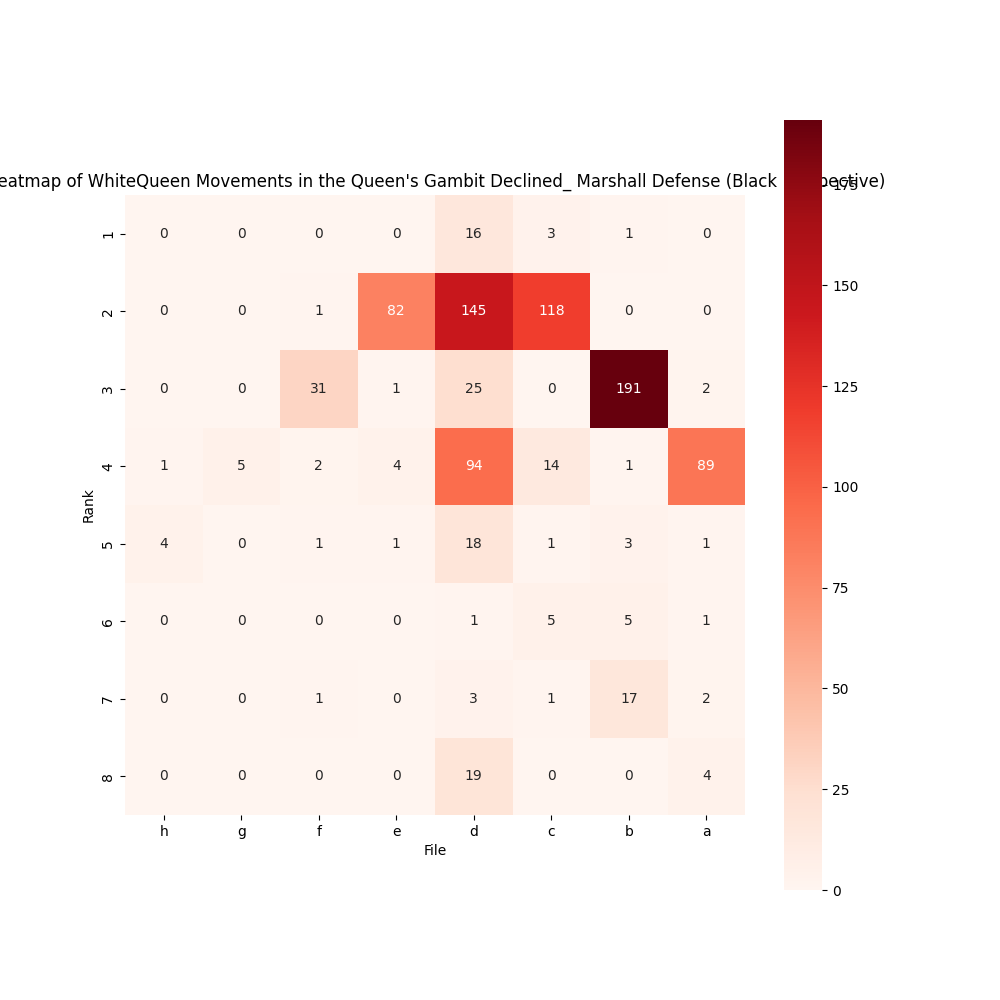 eatmap of WhiteQueen Movements in the Queen's Gambit Declined_ Marshall Defense (Black
1 0 0 0 0 16 3 1 0
2 0 0 1 82 145 118 0 0
3 0 0 31 1 25 0 191 2
4 1 5 2 4 94 14 1 89
5 4 0 1 1 18 1 3 1
6 0 0 0 0 1 5 5 1
7 0 0 1 0 3 1 17 2
8 0 0 0 0 19 0 0 4
h g f e d c b a
Rank
File
175
150
125
100
75
50
25
0